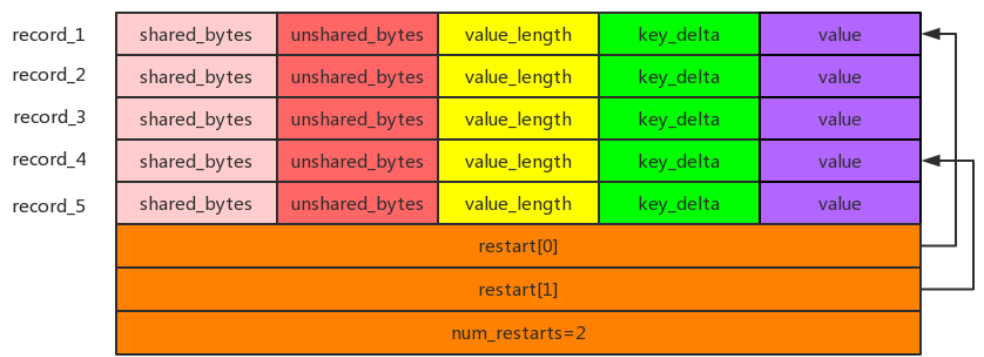 record_1 shared_bytes unshared_bytes value_length key_delta value
record_2 shared_bytes unshared_bytes value_length key_delta value
record_3 shared_bytes unshared_bytes value_length key_delta value
record_4 shared_bytes unshared_bytes value_length key_delta value
record_5 shared_bytes unshared_bytes value_length key_delta value
restart[0]
restart[1]
num_restarts=2